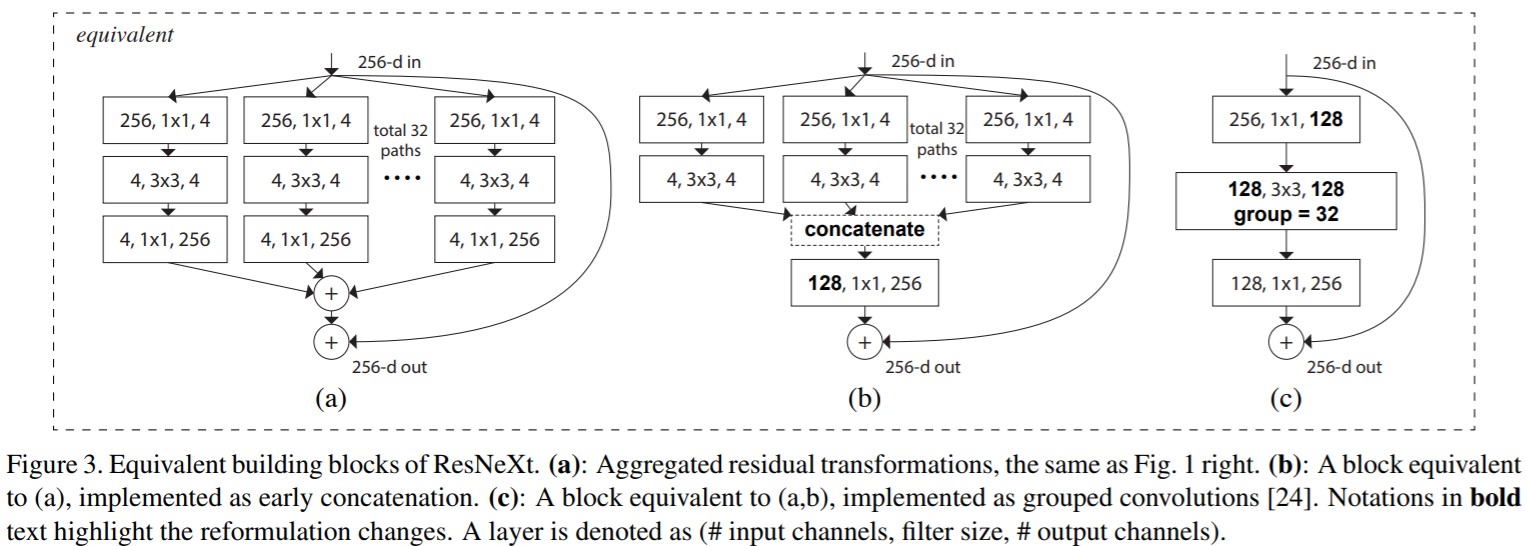 equivalent
256-d in
256, 1x1, 4
256, 1x1, 4
total 32
paths
256, 1x1, 4
4, 3x3, 4
4, 3x3, 4
....
4, 3x3, 4
4, 1x1, 256
4, 1x1, 256
4, 1x1, 256
+
+
256-d out
(a)
256-d in
256, 1x1, 4
256, 1x1, 4
total 32
paths
256, 1x1, 4
4, 3x3, 4
4, 3x3, 4
....
4, 3x3, 4
concatenate
128, 1x1, 256
+
256-d out
(b)
256-d in
256, 1x1, 128
128, 3x3, 128
group = 32
128, 1x1, 256
+
256-d out
(c)
Figure 3. Equivalent building blocks of ResNeXt. (a): Aggregated residual transformations, the same as Fig. 1 right. (b): A block equivalent
to (a), implemented as early concatenation. (c): A block equivalent to (a,b), implemented as grouped convolutions [24]. Notations in bold
text highlight the reformulation changes. A layer is denoted as (# input channels, filter size, # output channels).